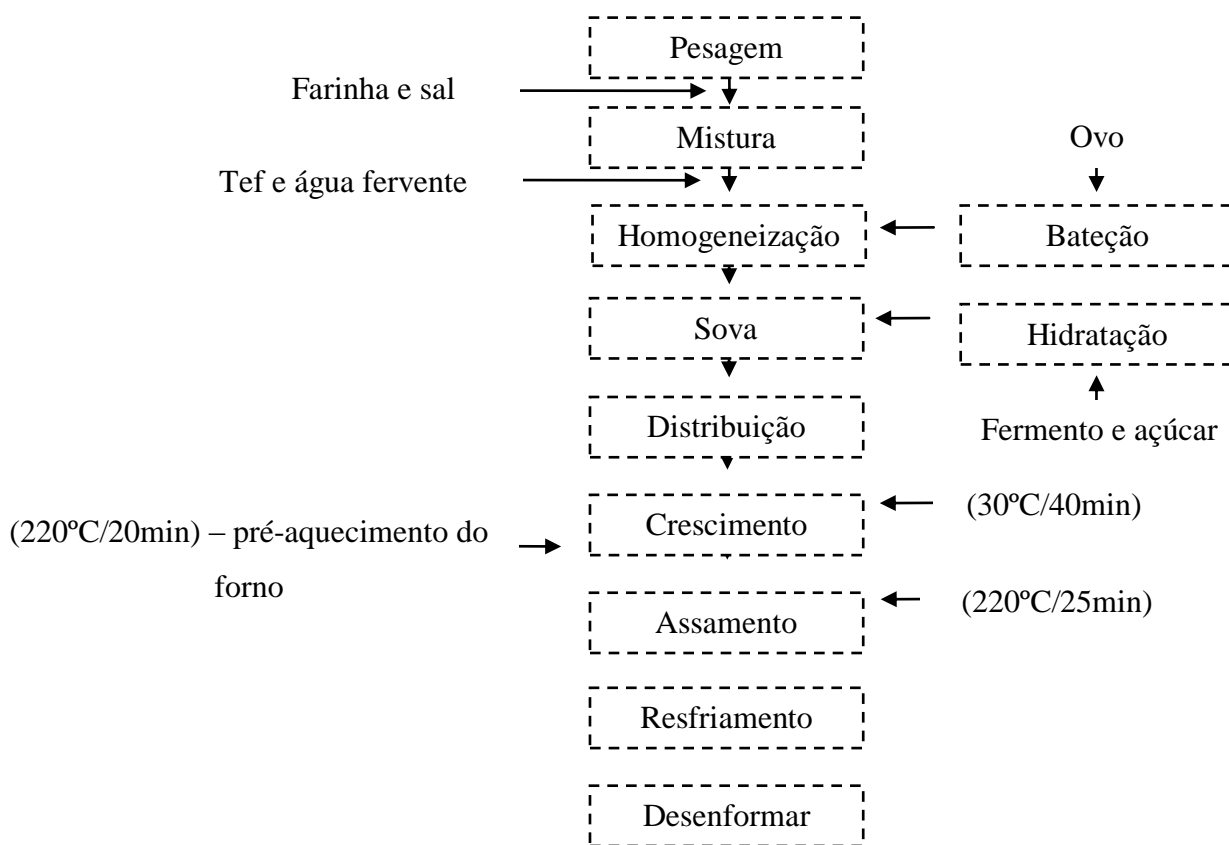 Pesagem
Farinha e sal
Mistura
Ovo
Tef e água fervente
Homogeneização
Bateção
Sova
Hidratação
Distribuição
Fermento e açúcar
Crescimento
(30ºC/40min)
(220ºC/20min) – pré-aquecimento do
forno
Assamento
(220ºC/25min)
Resfriamento
Desenformar